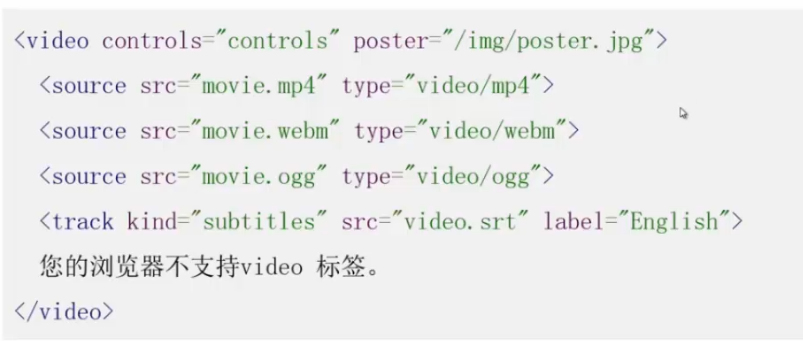 <video controls="controls" poster="/img/poster.jpg">
<source src="movie.mp4" type="video/mp4">
<source src="movie.webm" type="video/webm">
<source src="movie.ogg" type="video/ogg">
<track kind="subtitles" src="video.srt" label="English">
您的浏览器不支持video 标签。
</video>